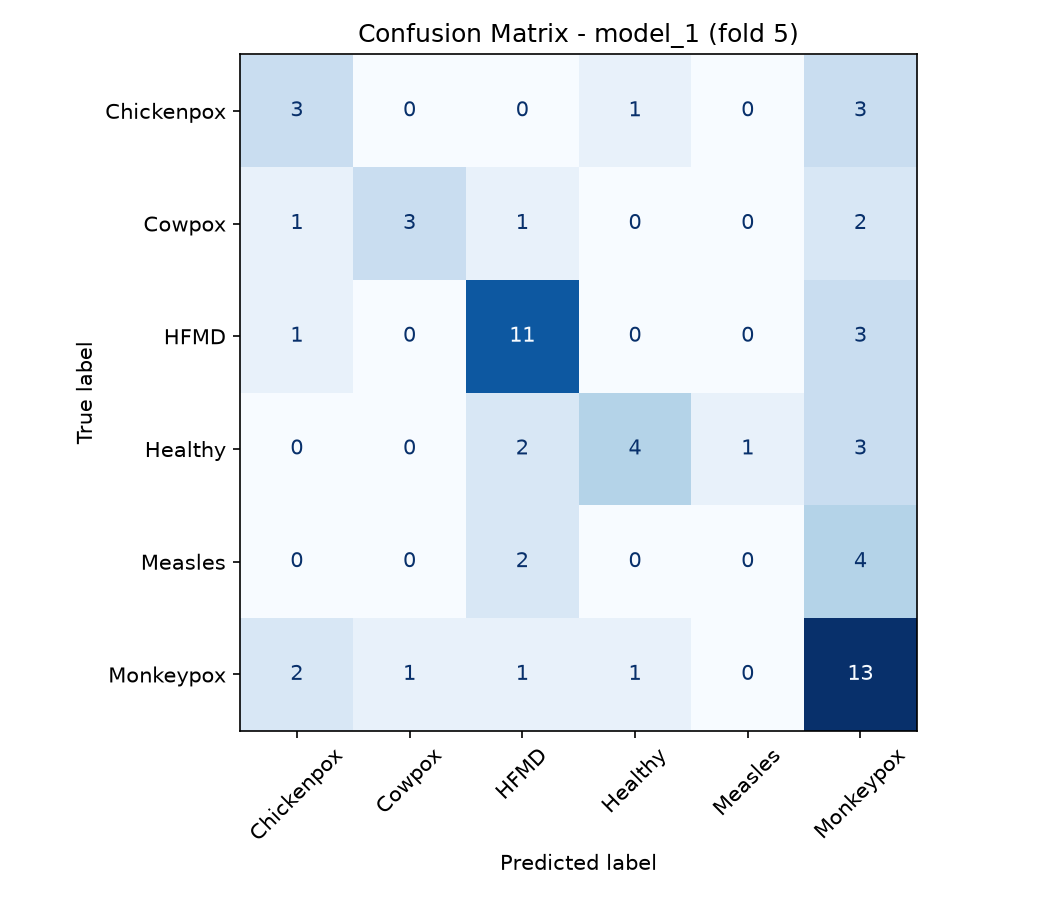 Confusion Matrix - model_1 (fold 5)
Chickenpox 3 0 0 1 0 3
Cowpox 1 3 1 0 0 2
HFMD 1 0 11 0 0 3
Healthy 0 0 2 4 1 3
Measles 0 0 2 0 0 4
Monkeypox 2 1 1 1 0 13
True label
Chickenpox Cowpox HFMD Healthy Measles Monkeypox
Predicted label